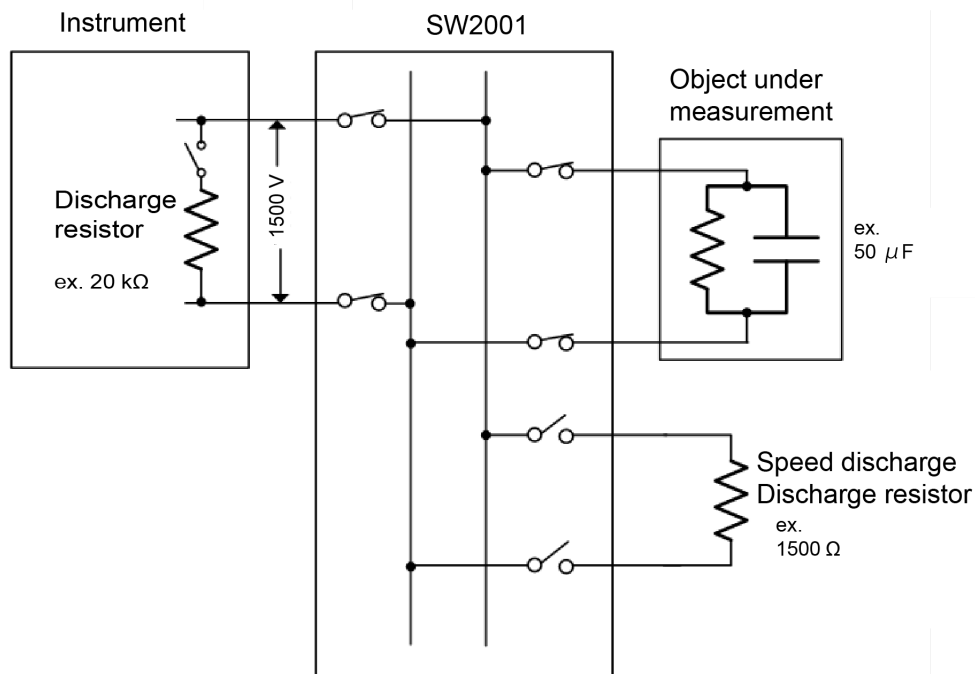 Instrument
SW2001
Object under
measurement
1500 V
Discharge
resistor
ex. 20 kΩ
ex.
50 μF
Speed discharge
Discharge resistor
ex.
1500 Ω